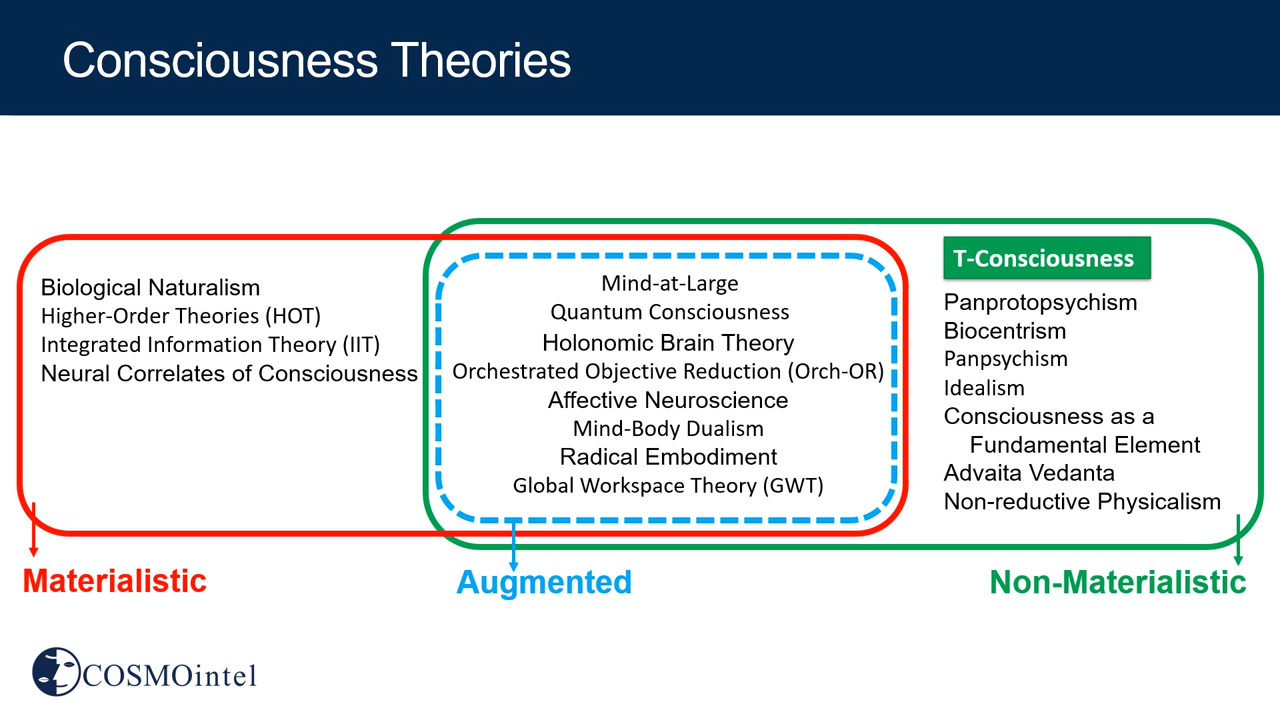 Consciousness Theories
Biological Naturalism
Higher-Order Theories (HOT)
Integrated Information Theory (IIT)
Neural Correlates of Consciousness
Mind-at-Large
Quantum Consciousness
Holonomic Brain Theory
Orchestrated Objective Reduction (Orch-OR)
Affective Neuroscience
Mind-Body Dualism
Radical Embodiment
Global Workspace Theory (GWT)
T-Consciousness
Panprotopsychism
Biocentrism
Panpsychism
Idealism
Consciousness as a
Fundamental Element
Advaita Vedanta
Non-reductive Physicalism
Materialistic
Augmented
Non-Materialistic
COSMOintel